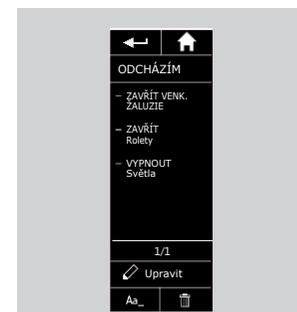 ODCHÁZÍM
– ZAVŘÍT VENK.
ŽALUZIE
– ZAVŘÍT
Rolety
– VYPNOUT
Světla
1/1
Upravit
Aa_